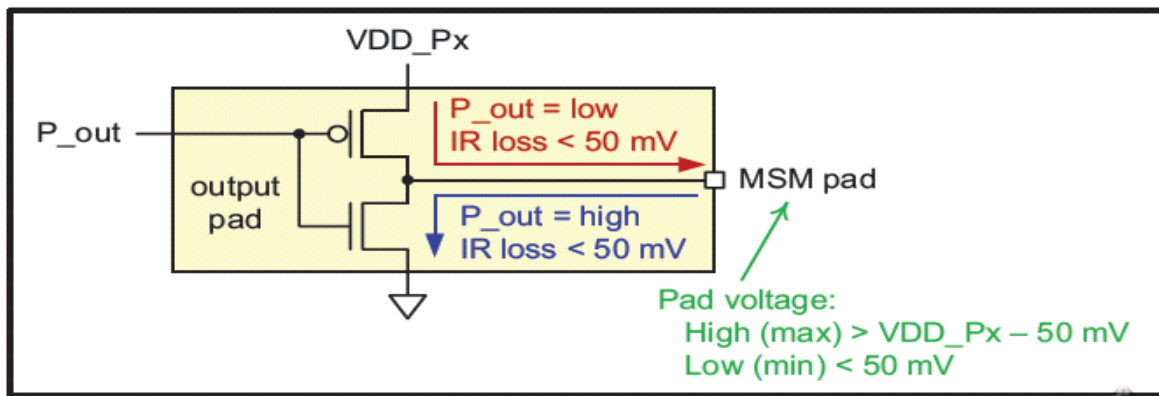 VDD_Px
P_out
P_out = low
IR loss < 50 mV
output
pad
MSM pad
P_out = high
IR loss < 50 mV
Pad voltage:
High (max) > VDD_Px – 50 mV
Low (min) < 50 mV